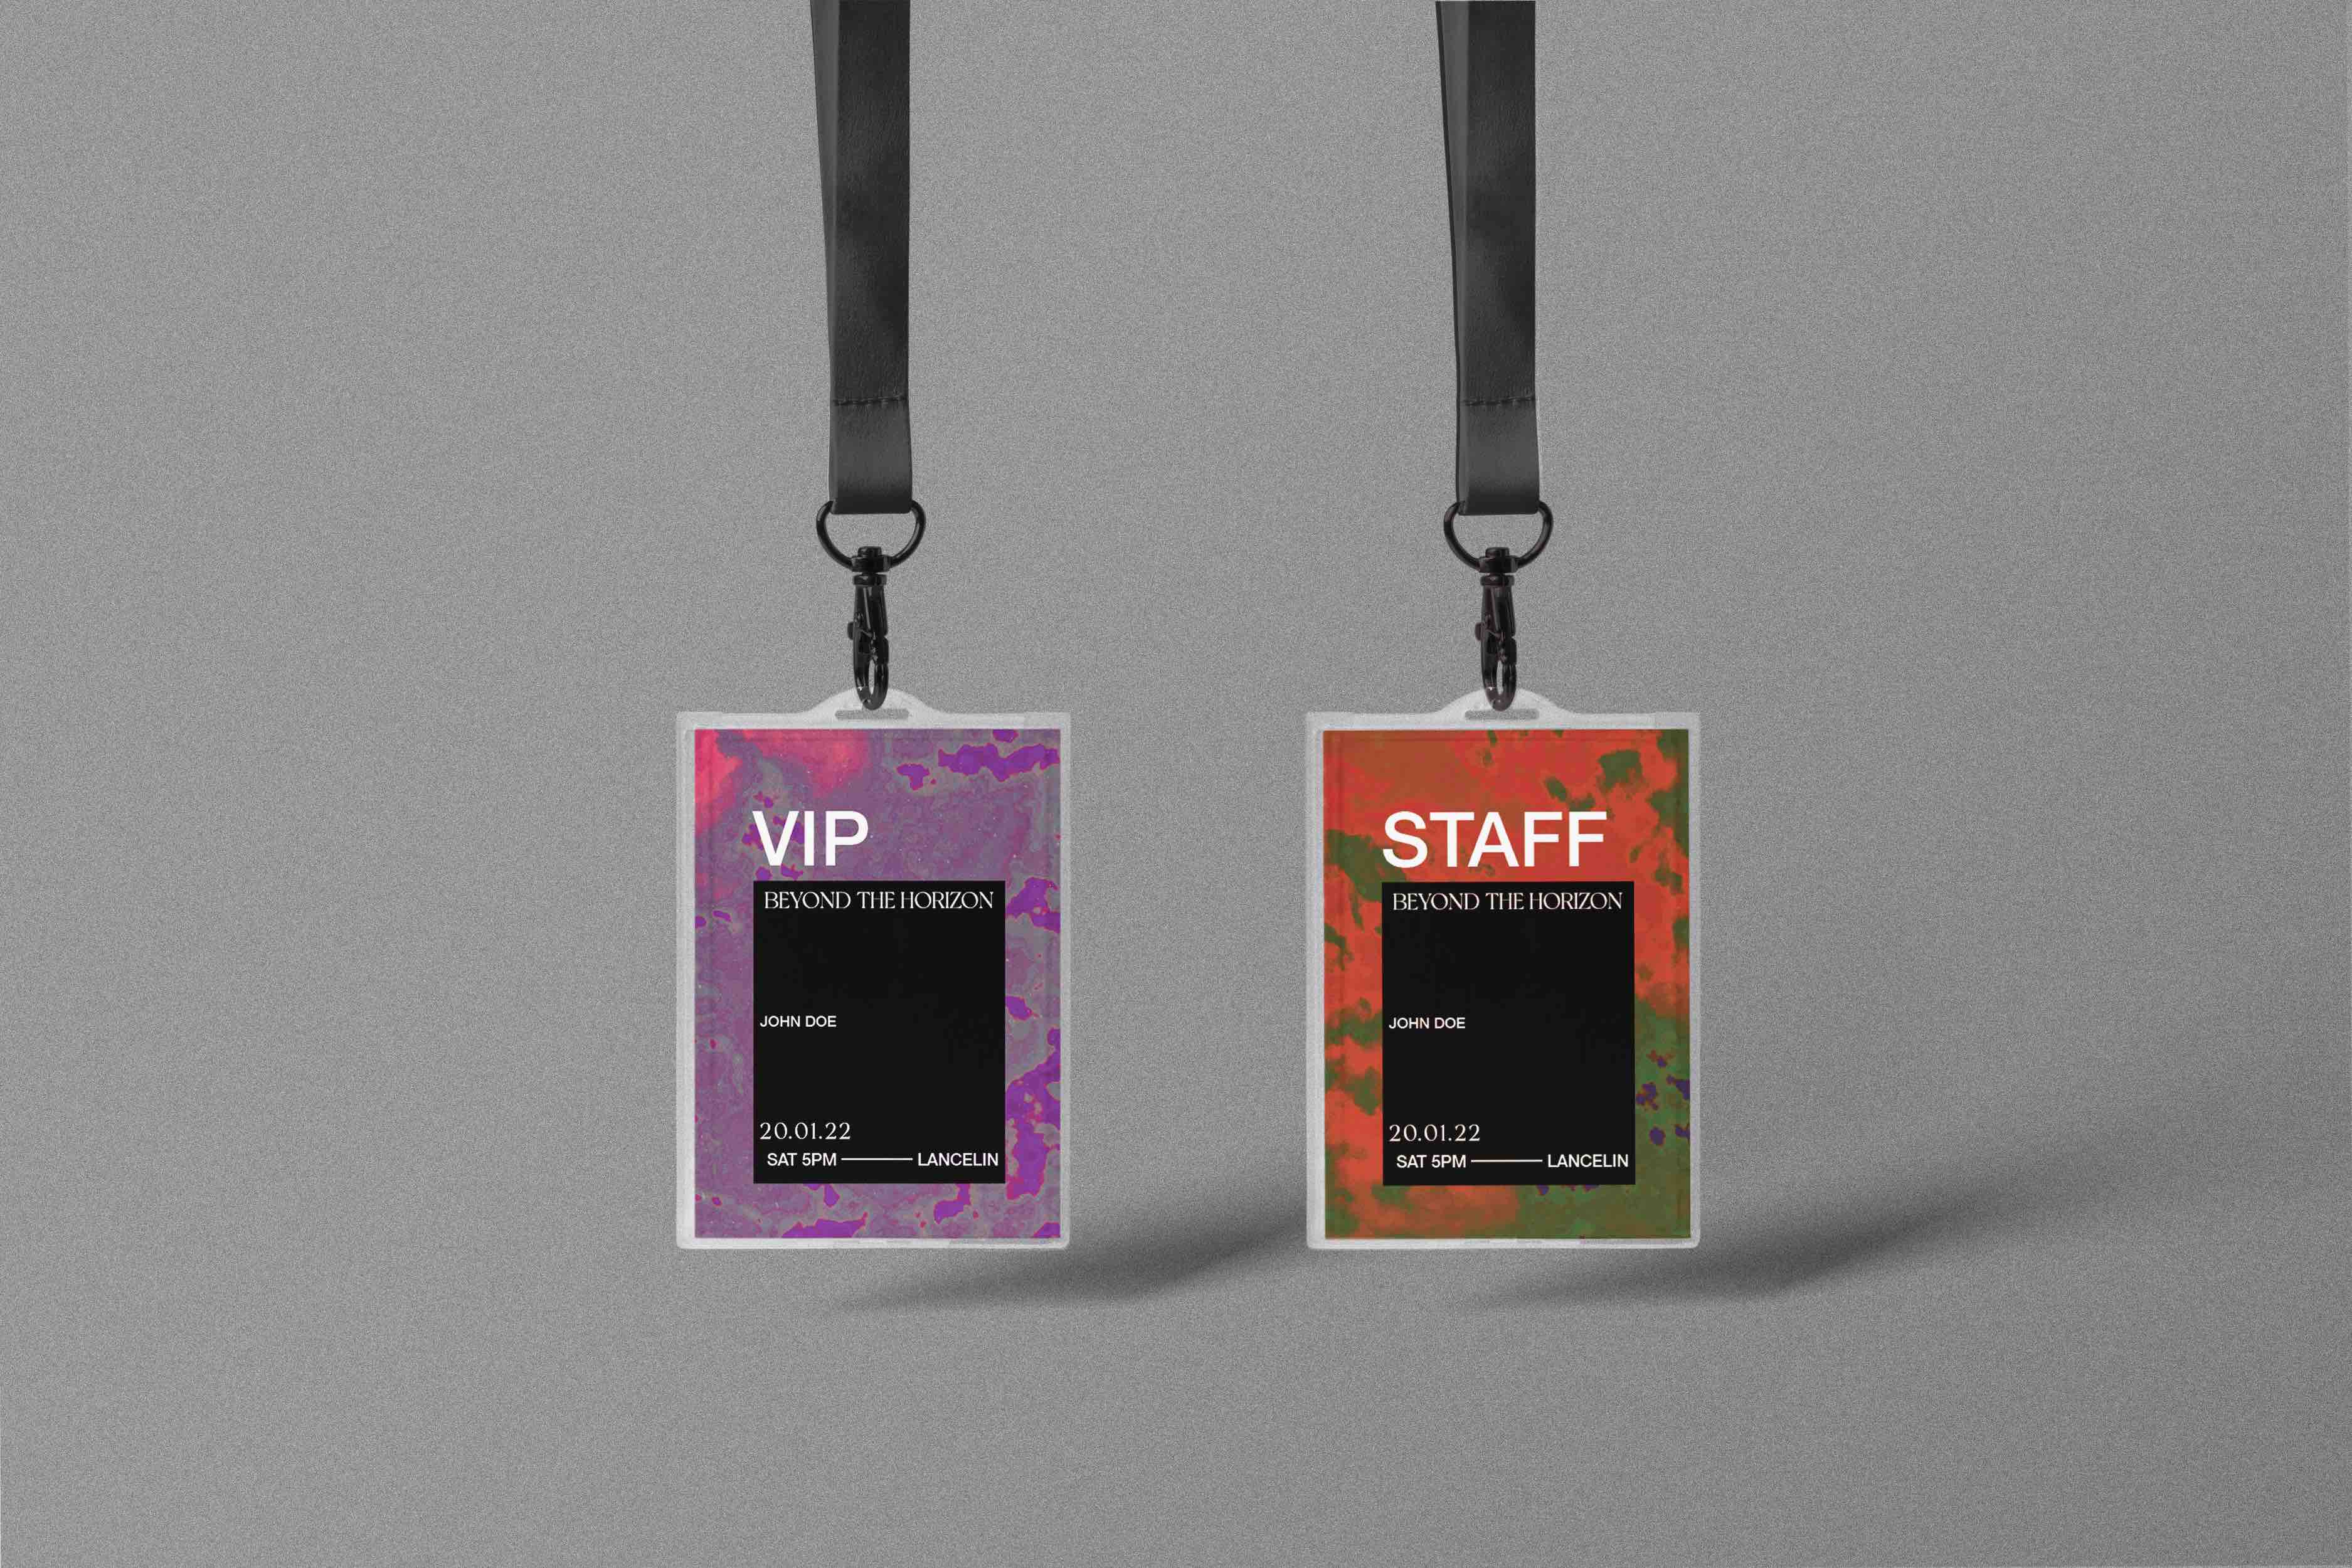 VIP
BEYOND THE HORIZON
JOHN DOE
20.01.22
SAT 5PM LANCELIN
STAFF
BEYOND THE HORIZON
JOHN DOE
20.01.22
SAT 5PM LANCELIN